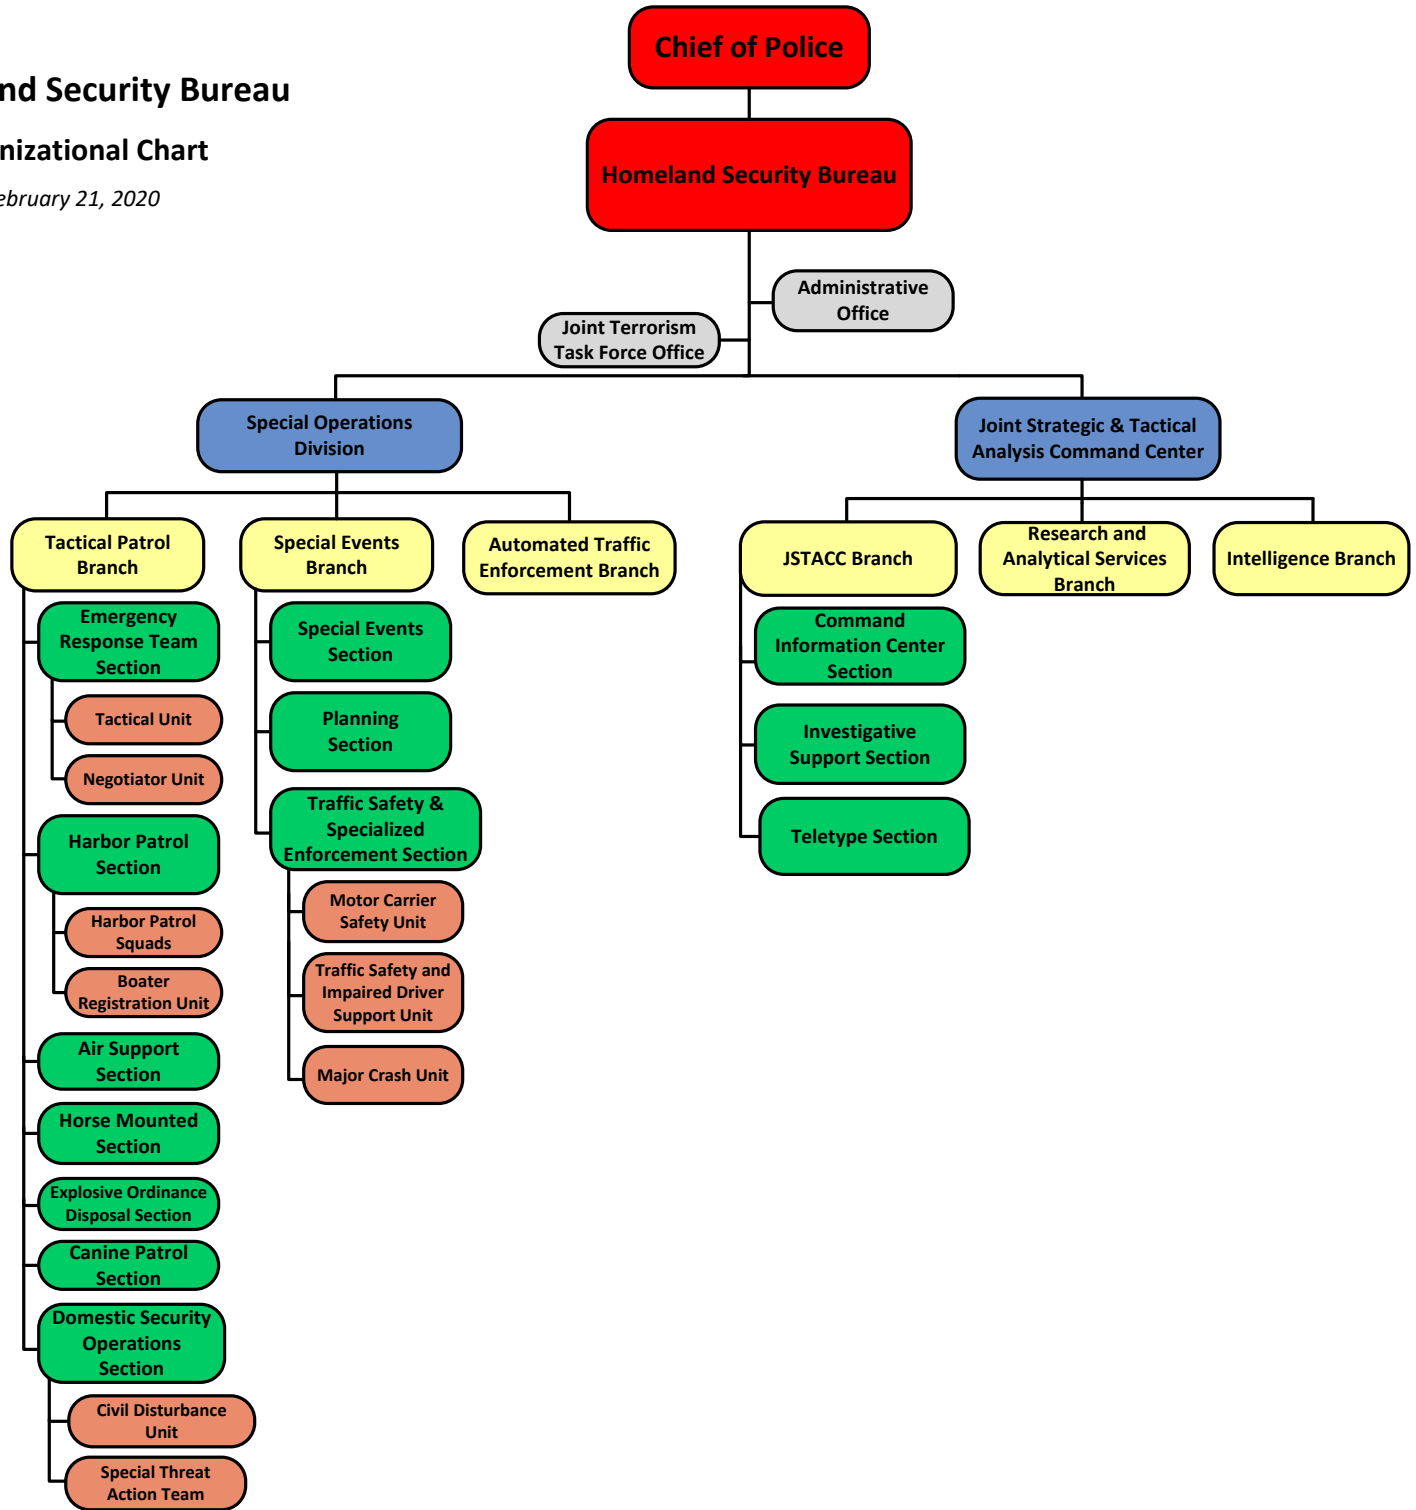 Chief of Police
nd Security Bureau
nizational Chart
ebruary 21, 2020
Homeland Security Bureau
Administrative
Office
Joint Terrorism
Task Force Office
Special Operations
Division
Joint Strategic & Tactical
Analysis Command Center
Tactical Patrol
Branch
Special Events
Branch
Automated Traffic
Enforcement Branch
JSTACC Branch
Research and
Analytical Services
Branch
Intelligence Branch
Emergency
Response Team
Section
Tactical Unit
Negotiator Unit
Harbor Patrol
Section
Harbor Patrol
Squads
Boater
Registration Unit
Air Support
Section
Horse Mounted
Section
Explosive Ordinance
Disposal Section
Canine Patrol
Section
Domestic Security
Operations
Section
Civil Disturbance
Unit
Special Threat
Action Team
Special Events
Section
Planning
Section
Traffic Safety &
Specialized
Enforcement Section
Motor Carrier
Safety Unit
Traffic Safety and
Impaired Driver
Support Unit
Major Crash Unit
Command
Information Center
Section
Investigative
Support Section
Teletype Section